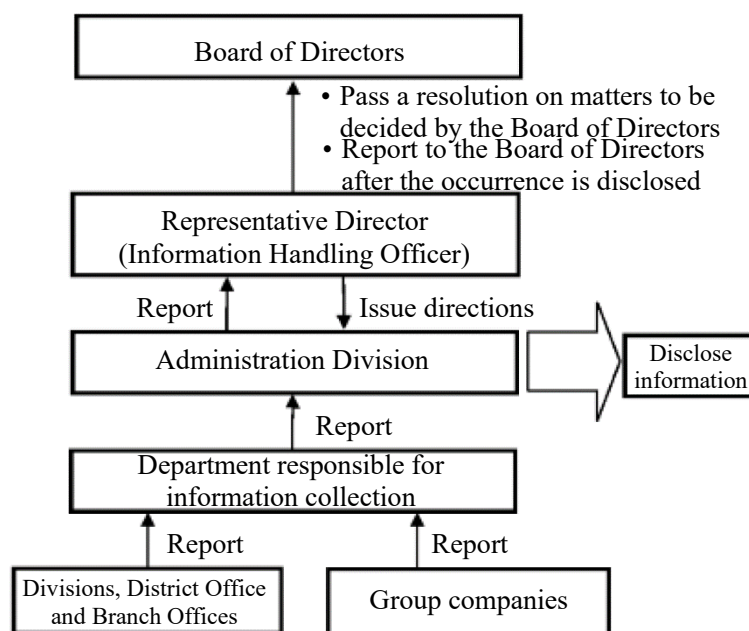 Board of Directors
• Pass a resolution on matters to be
decided by the Board of Directors
• Report to the Board of Directors
after the occurrence is disclosed
Representative Director
(Information Handling Officer)
Report
Issue directions
Administration Division
Disclose
information
Report
Department responsible for
information collection
Report
Report
Divisions, District Office
and Branch Offices
Group companies